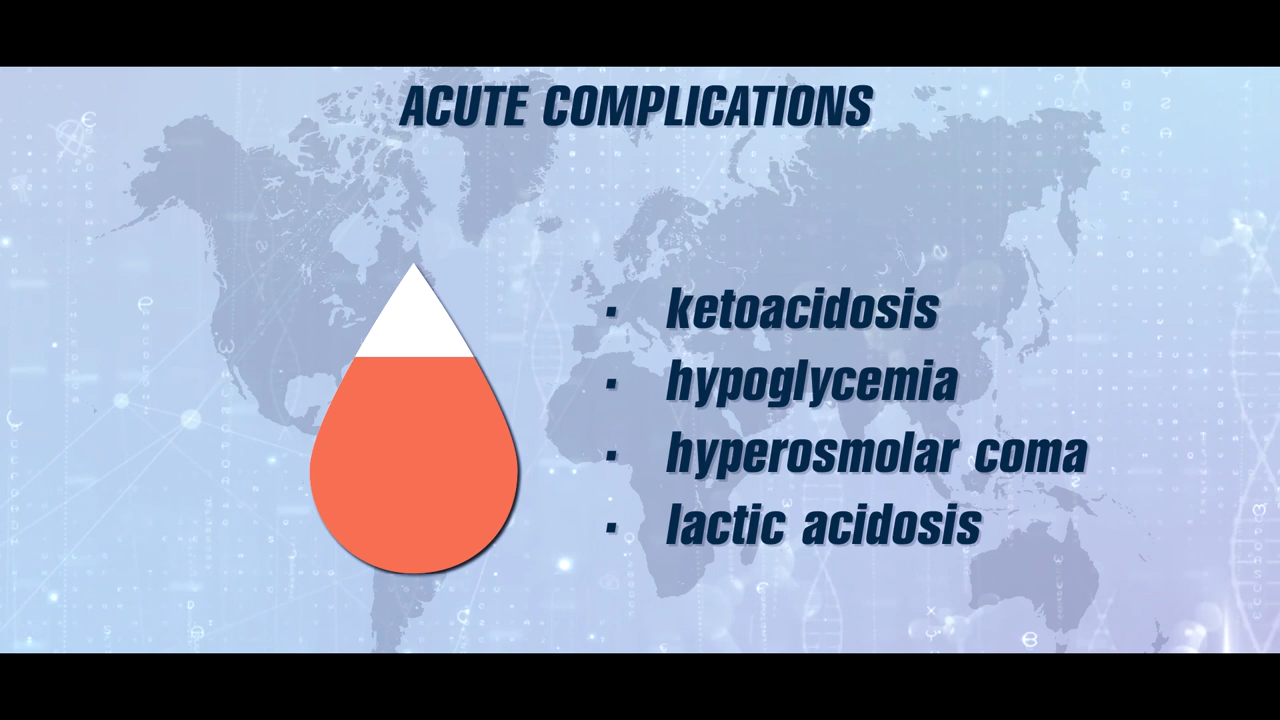 ACUTE COMPLICATIONS
· ketoacidosis
· hypoglycemia
· hyperosmolar coma
· lactic acidosis